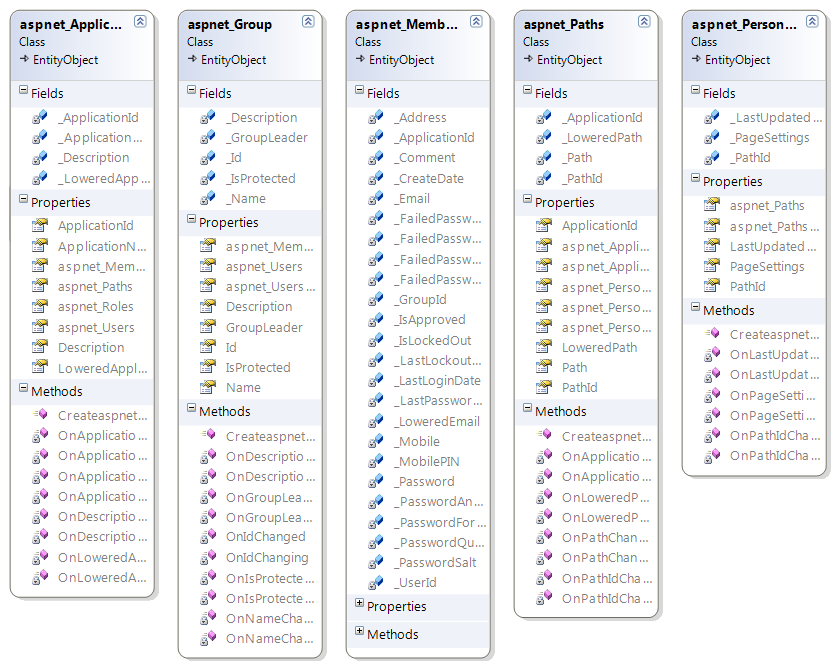 aspnet_Applic...
Class
EntityObject
Fields
_ApplicationId
_Application...
_Description
_LoweredApp...
Properties
ApplicationId
ApplicationN...
aspnet_Mem...
aspnet_Paths
aspnet_Roles
aspnet_Users
Description
LoweredAppl...
Methods
Createaspnet...
OnApplicatio...
OnApplicatio...
OnApplicatio...
OnApplicatio...
OnDescriptio...
OnDescriptio...
OnLoweredA...
OnLoweredA...
aspnet_Group
Class
EntityObject
Fields
_Description
_GroupLeader
_Id
_IsProtected
_Name
Properties
aspnet_Mem...
aspnet_Users
aspnet_Users...
Description
GroupLeader
Id
IsProtected
Name
Methods
Createaspnet...
OnDescriptio...
OnDescriptio...
OnGroupLea...
OnGroupLea...
OnIdChanged
OnIdChanging
OnIsProtecte...
OnIsProtecte...
OnNameCha...
OnNameCha...
aspnet_Memb...
Class
EntityObject
Fields
_Address
_ApplicationId
_Comment
_CreateDate
_Email
_FailedPassw...
_FailedPassw...
_FailedPassw...
_FailedPassw...
_GroupId
_IsApproved
_IsLockedOut
_LastLockout...
_LastLoginDate
_LastPasswor...
_LoweredEmail
_Mobile
_MobilePIN
_Password
_PasswordAn...
_PasswordFor...
_PasswordQu...
_PasswordSalt
_UserId
Properties
Methods
aspnet_Paths
Class
EntityObject
Fields
_ApplicationId
_LoweredPath
_Path
_PathId
Properties
ApplicationId
aspnet_Appli...
aspnet_Appli...
aspnet_Perso...
aspnet_Perso...
aspnet_Perso...
LoweredPath
Path
PathId
Methods
Createaspnet...
OnApplicatio...
OnApplicatio...
OnLoweredP...
OnLoweredP...
OnPathChan...
OnPathChan...
OnPathIdCha...
OnPathIdCha...
aspnet_Person...
Class
EntityObject
Fields
_LastUpdated...
_PageSettings
_PathId
Properties
aspnet_Paths
aspnet_Paths...
LastUpdated...
PageSettings
PathId
Methods
Createaspnet...
OnLastUpdat...
OnLastUpdat...
OnPageSetti...
OnPageSetti...
OnPathIdCha...
OnPathIdCha...